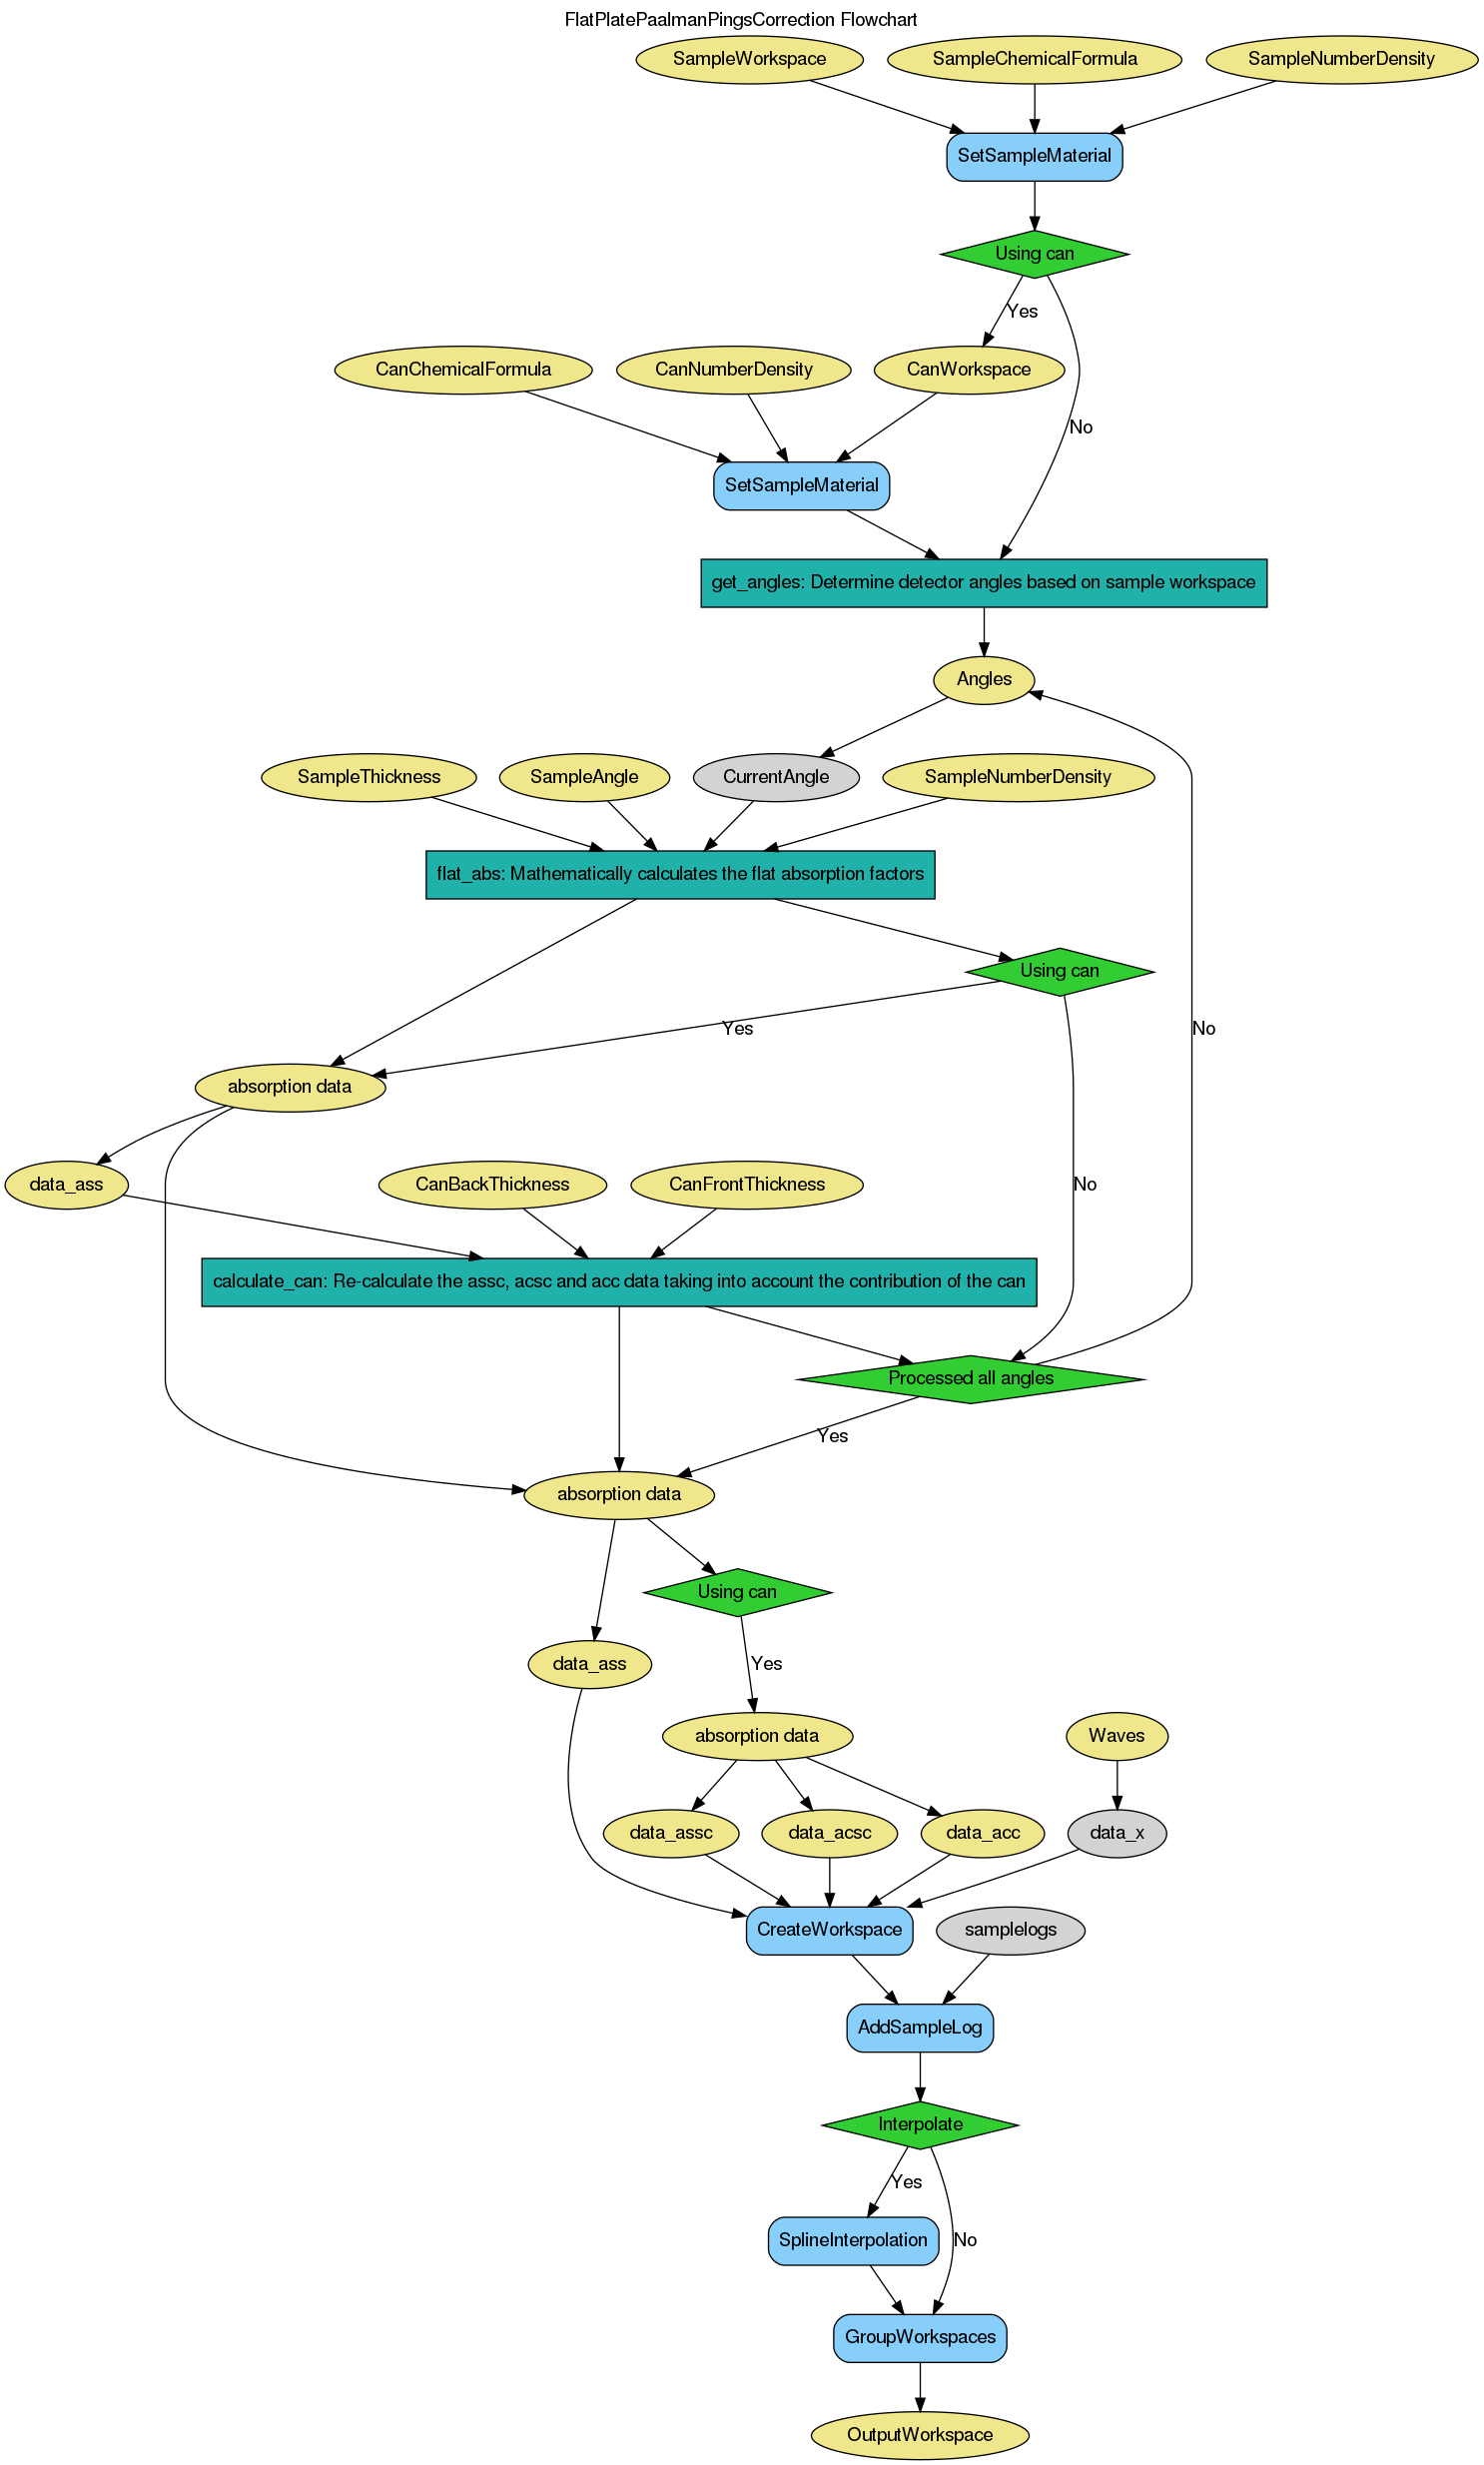 FlatPlatePaalmanPingsCorrection Flowchart
SampleWorkspace
SampleChemicalFormula
SampleNumberDensity
SetSampleMaterial
Using can
Yes
CanChemicalFormula
CanNumberDensity
CanWorkspace
No
SetSampleMaterial
get_angles: Determine detector angles based on sample workspace
Angles
SampleThickness
SampleAngle
CurrentAngle
SampleNumberDensity
flat_abs: Mathematically calculates the flat absorption factors
Using can
Yes
No
absorption data
data_ass
CanBackThickness
CanFrontThickness
No
calculate_can: Re-calculate the assc, acsc and acc data taking into account the contribution of the can
Processed all angles
Yes
absorption data
Using can
data_ass
Yes
absorption data
Waves
data_assc
data_acsc
data_acc
data_x
CreateWorkspace
samplelogs
AddSampleLog
Interpolate
Yes
SplineInterpolation
No
GroupWorkspaces
OutputWorkspace